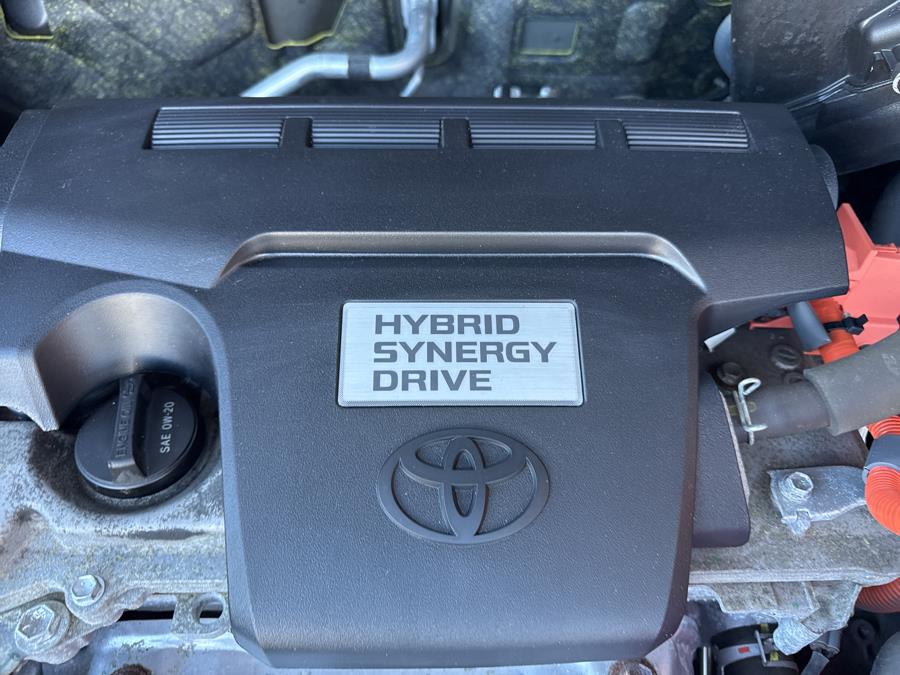 HYBRID
SYNERGY
DRIVE
SAE 0W-20